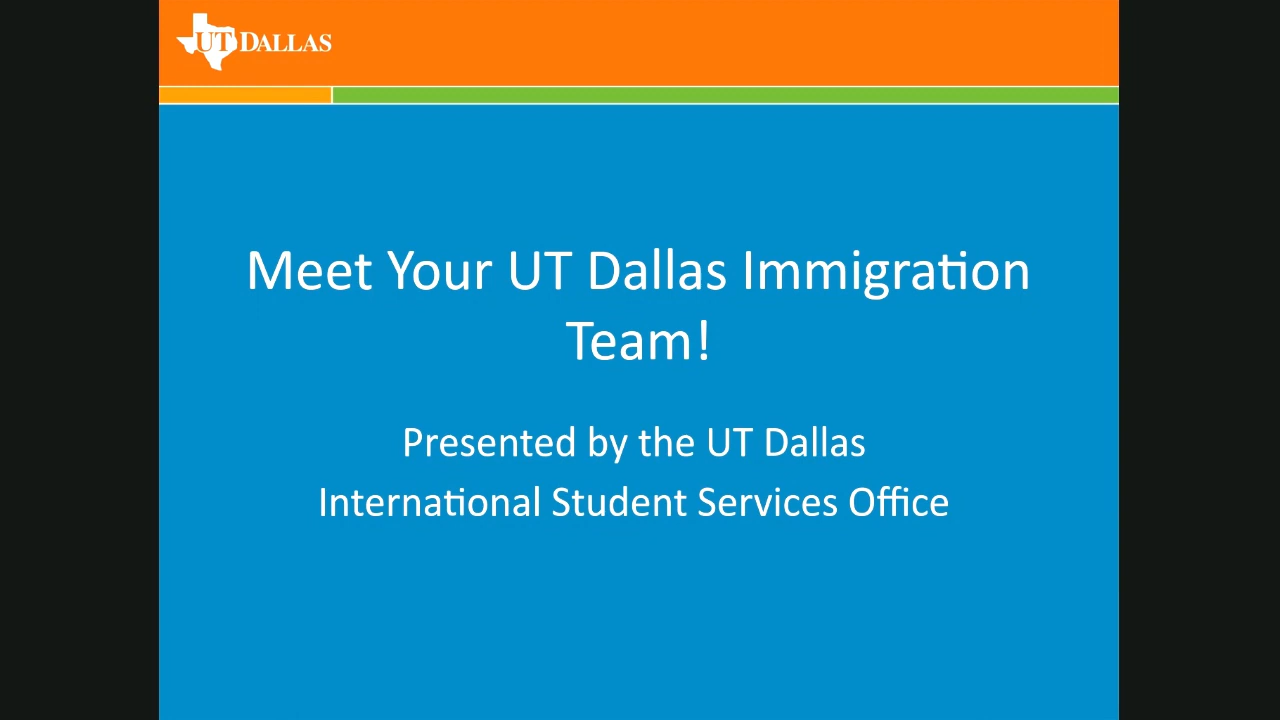 UT DALLAS
Meet Your UT Dallas Immigration
Team!
Presented by the UT Dallas
International Student Services Office